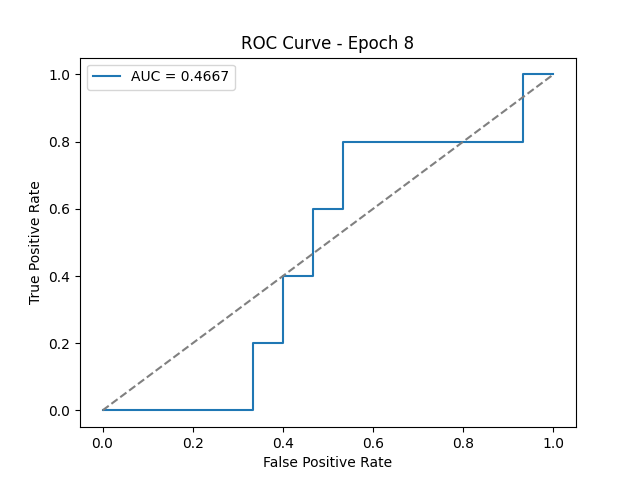 ROC Curve - Epoch 8
AUC = 0.4667
1.0
0.8
0.6
0.4
0.2
0.0
True Positive Rate
0.0 0.2 0.4 0.6 0.8 1.0
False Positive Rate